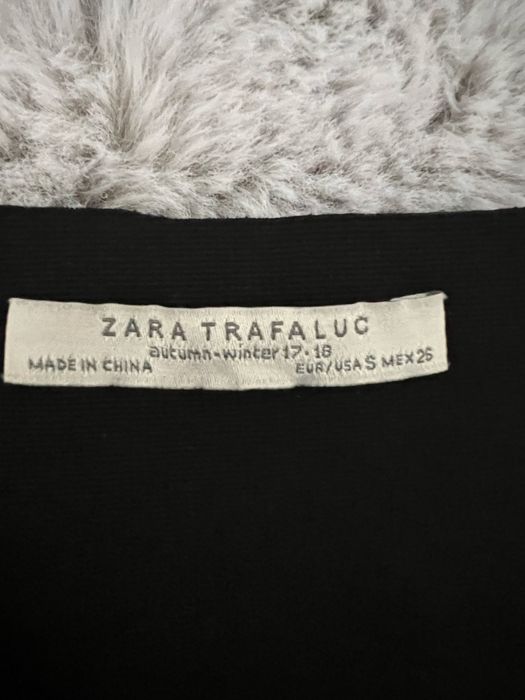 ZARA TRAFALUC
autumn-winter 17·18
MADE IN CHINA
EUR/USA S MEX 26